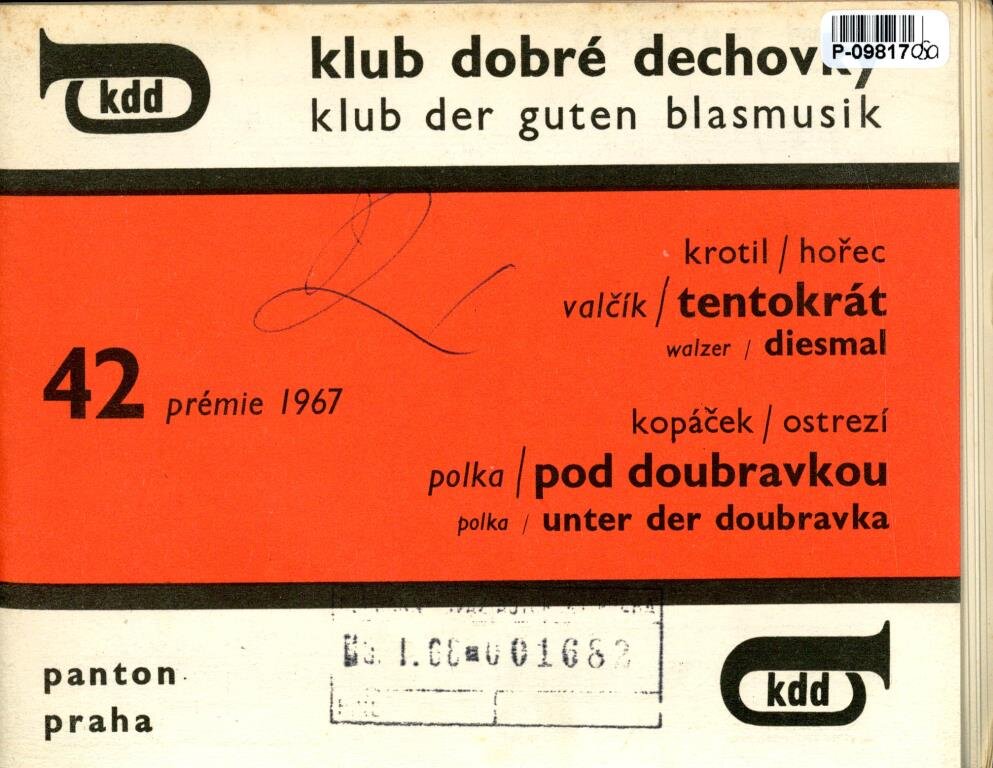 kdd
klub dobré dechovky
klub der guten blasmusik
P-09817
krotil / hořec
valčík / tentokrát
walzer / diesmal
42 prémie 1967
kopáček / ostrezí
polka / pod doubravkou
polka / unter der doubravka
001682
panton
praha
kdd